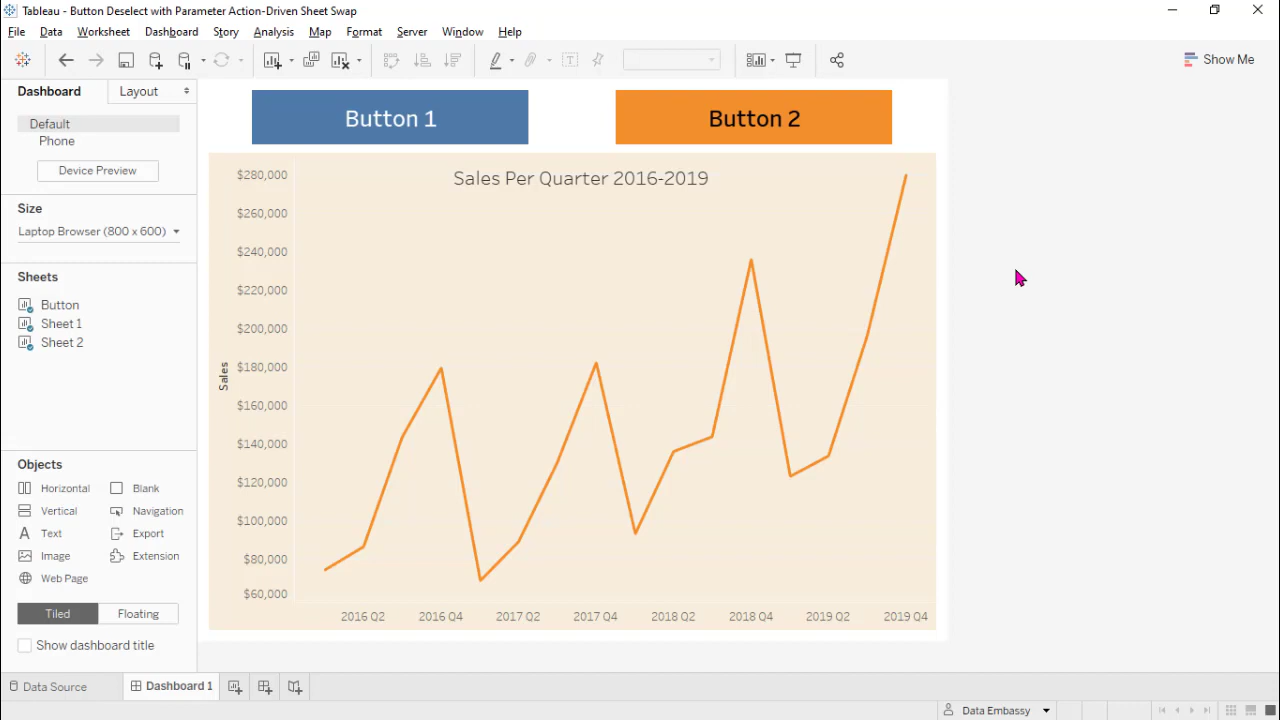 Tableau - Button Deselect with Parameter Action-Driven Sheet Swap
File Data Worksheet Dashboard Story Analysis Map Format Server Window Help
Show Me
Dashboard Layout
Default
Phone
Device Preview
Size
Laptop Browser (800 x 600)
Sheets
Button
Sheet 1
Sheet 2
Objects
Horizontal Blank
Vertical Navigation
A Text Export
Image Extension
Web Page
Tiled Floating
Show dashboard title
Button 1 Button 2
Sales Per Quarter 2016-2019
$280,000
$260,000
$240,000
$220,000
$200,000
$180,000
$160,000
$140,000
$120,000
$100,000
$80,000
$60,000
Sales
2016 Q2 2016 Q4 2017 Q2 2017 Q4 2018 Q2 2018 Q4 2019 Q2 2019 Q4
Data Source Dashboard 1
Data Embassy